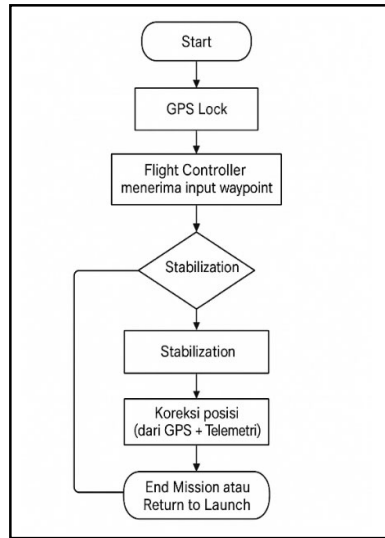 Start
GPS Lock
Flight Controller
menerima input waypoint
Stabilization
Stabilization
Koreksi posisi
(dari GPS + Telemetri)
End Mission atau
Return to Launch